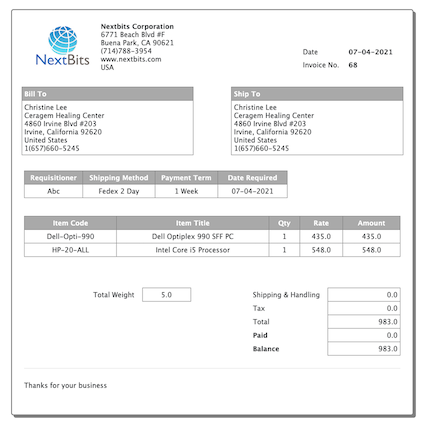 NextBits
Nextbits Corporation
6771 Beach Blvd #F
Buena Park, CA 90621
(714)788-3954
www.nextbits.com
USA
Date 07-04-2021
Invoice No. 68
Bill To
Christine Lee
Ceragem Healing Center
4860 Irvine Blvd #203
Irvine, California 92620
United States
1(657)660-5245
Ship To
Christine Lee
Ceragem Healing Center
4860 Irvine Blvd #203
Irvine, California 92620
United States
1(657)660-5245
Requisitioner Shipping Method Payment Term Date Required
Abc Fedex 2 Day 1 Week 07-04-2021
Item Code Item Title Qty Rate Amount
Dell-Opti-990 Dell Optiplex 990 SFF PC 1 435.0 435.0
HP-20-ALL Intel Core i5 Processor 1 548.0 548.0
Total Weight 5.0
Shipping & Handling 0.0
Tax 0.0
Total 983.0
Paid 0.0
Balance 983.0
Thanks for your business